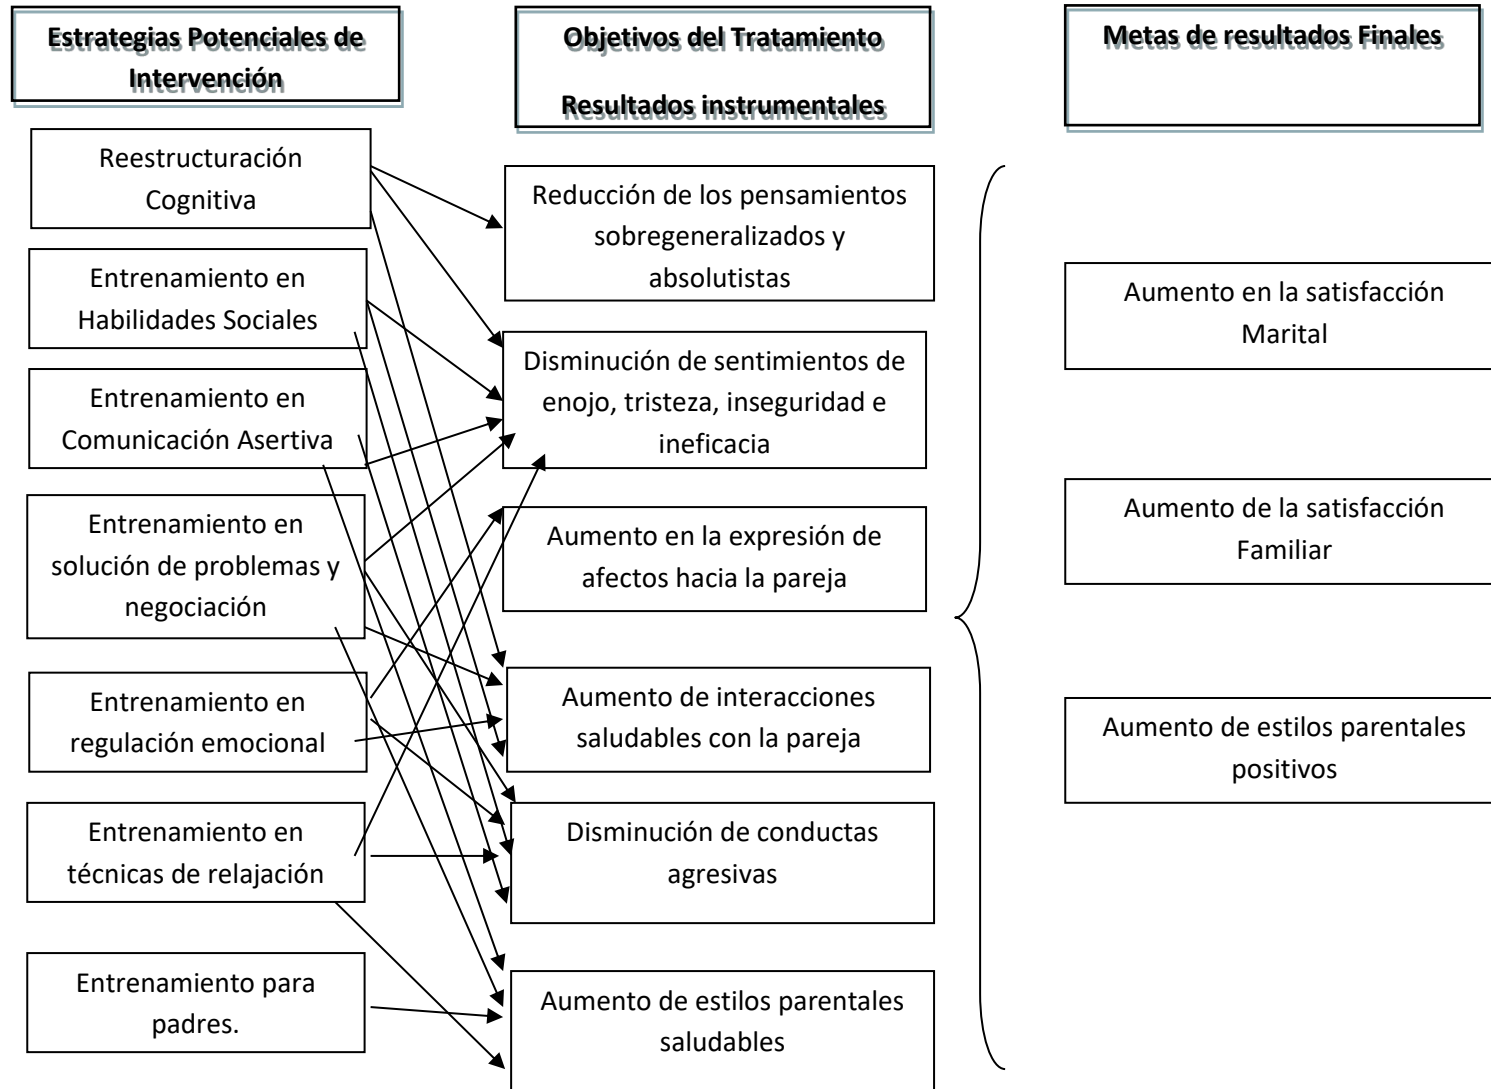 Estrategias Potenciales de
Intervención
Objetivos del Tratamiento
Resultados instrumentales
Metas de resultados Finales
Reestructuración
Cognitiva
Entrenamiento en
Habilidades Sociales
Entrenamiento en
Comunicación Asertiva
Entrenamiento en
solución de problemas y
negociación
Entrenamiento en
regulación emocional
Entrenamiento en
técnicas de relajación
Entrenamiento para
padres.
Reducción de los pensamientos
sobregeneralizados y
absolutistas
Disminución de sentimientos de
enojo, tristeza, inseguridad e
ineficacia
Aumento en la expresión de
afectos hacia la pareja
Aumento de interacciones
saludables con la pareja
Disminución de conductas
agresivas
Aumento de estilos parentales
saludables
Aumento en la satisfacción
Marital
Aumento de la satisfacción
Familiar
Aumento de estilos parentales
positivos